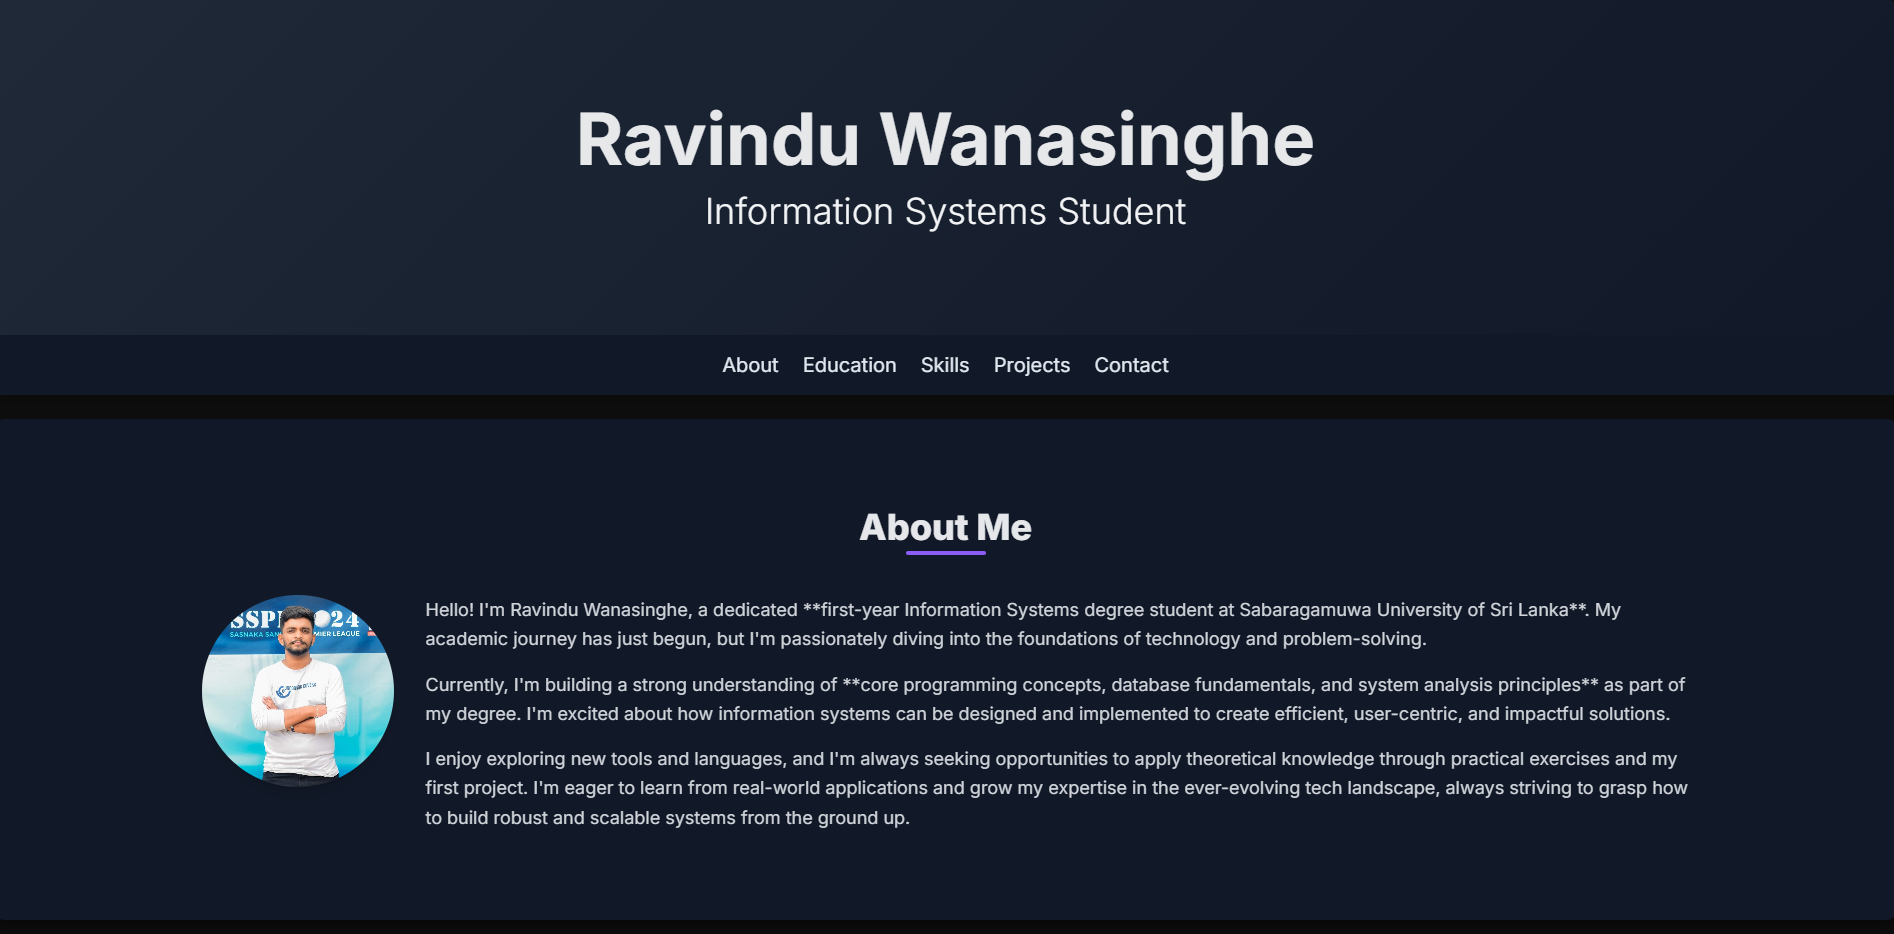 Ravindu Wanasinghe
Information Systems Student
About Education Skills Projects Contact
About Me
Hello! I'm Ravindu Wanasinghe, a dedicated **first-year Information Systems degree student at Sabaragamuwa University of Sri Lanka**. My
academic journey has just begun, but I'm passionately diving into the foundations of technology and problem-solving.
Currently, I'm building a strong understanding of **core programming concepts, database fundamentals, and system analysis principles** as part of
my degree. I'm excited about how information systems can be designed and implemented to create efficient, user-centric, and impactful solutions.
I enjoy exploring new tools and languages, and I'm always seeking opportunities to apply theoretical knowledge through practical exercises and my
first project. I'm eager to learn from real-world applications and grow my expertise in the ever-evolving tech landscape, always striving to grasp how
to build robust and scalable systems from the ground up.
24
SASNAKA
LEAGUE